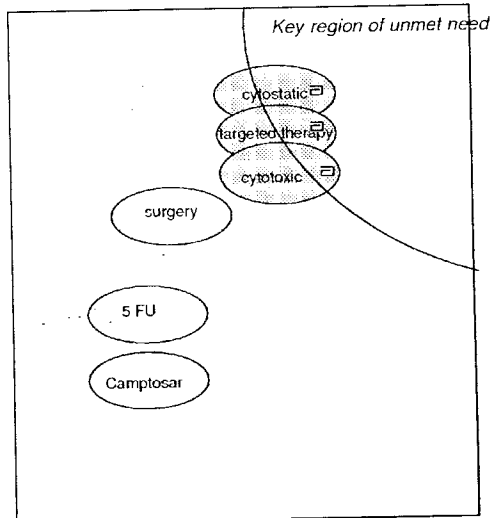 Key region of unmet need
cytostatic
targeted therapy
cytotoxic
surgery
5 FU
Camptosar